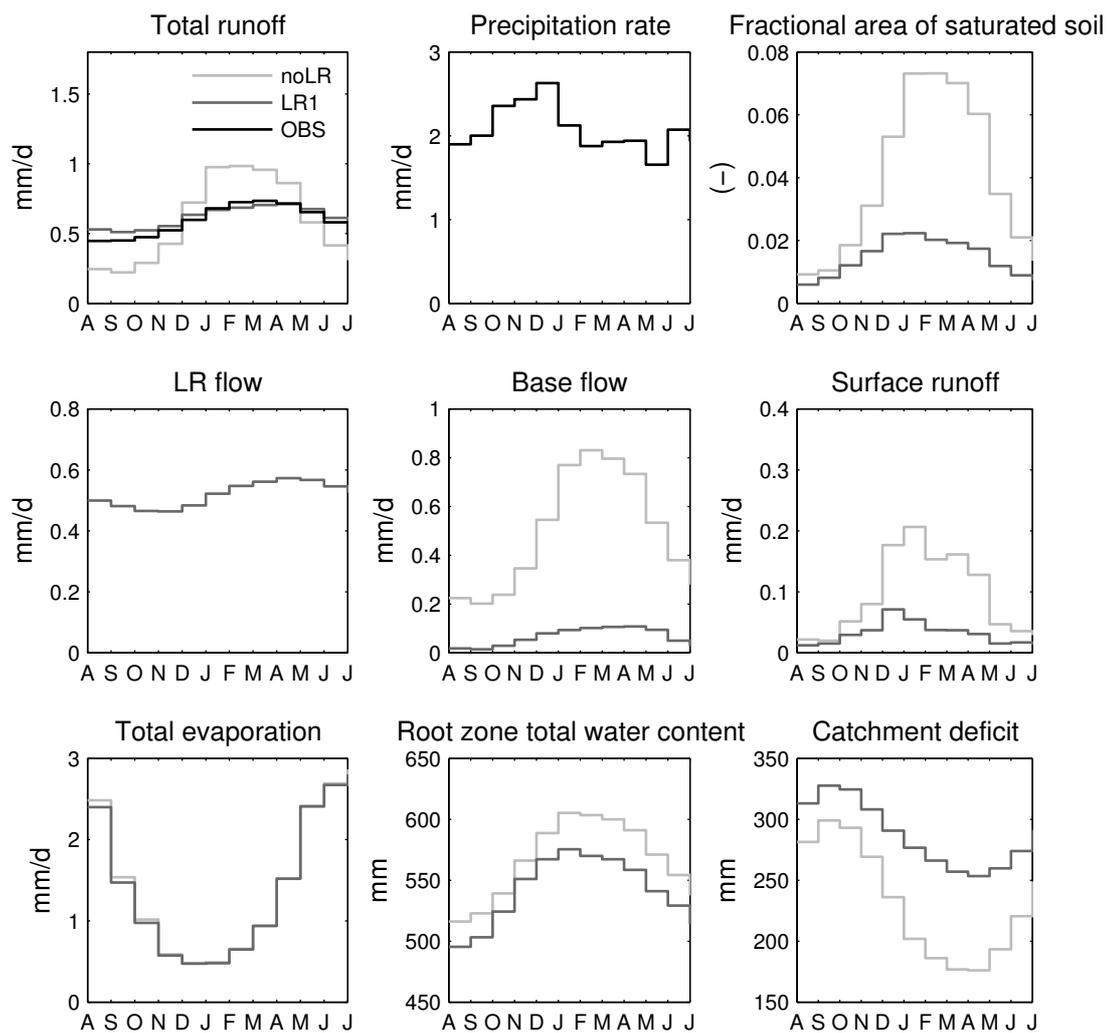 Total runoff
mm/d
1.5
1
0.5
0
A S O N D J F M A M J J
noLR
LR1
OBS
Precipitation rate
mm/d
3
2
1
0
A S O N D J F M A M J J
Fractional area of saturated soil
(−)
0.08
0.06
0.04
0.02
0
A S O N D J F M A M J J
LR flow
mm/d
0.8
0.6
0.4
0.2
0
A S O N D J F M A M J J
Base flow
mm/d
1
0.8
0.6
0.4
0.2
0
A S O N D J F M A M J J
Surface runoff
mm/d
0.4
0.3
0.2
0.1
0
A S O N D J F M A M J J
Total evaporation
mm/d
3
2
1
0
A S O N D J F M A M J J
Root zone total water content
mm
650
600
550
500
450
A S O N D J F M A M J J
Catchment deficit
mm
350
300
250
200
150
A S O N D J F M A M J J